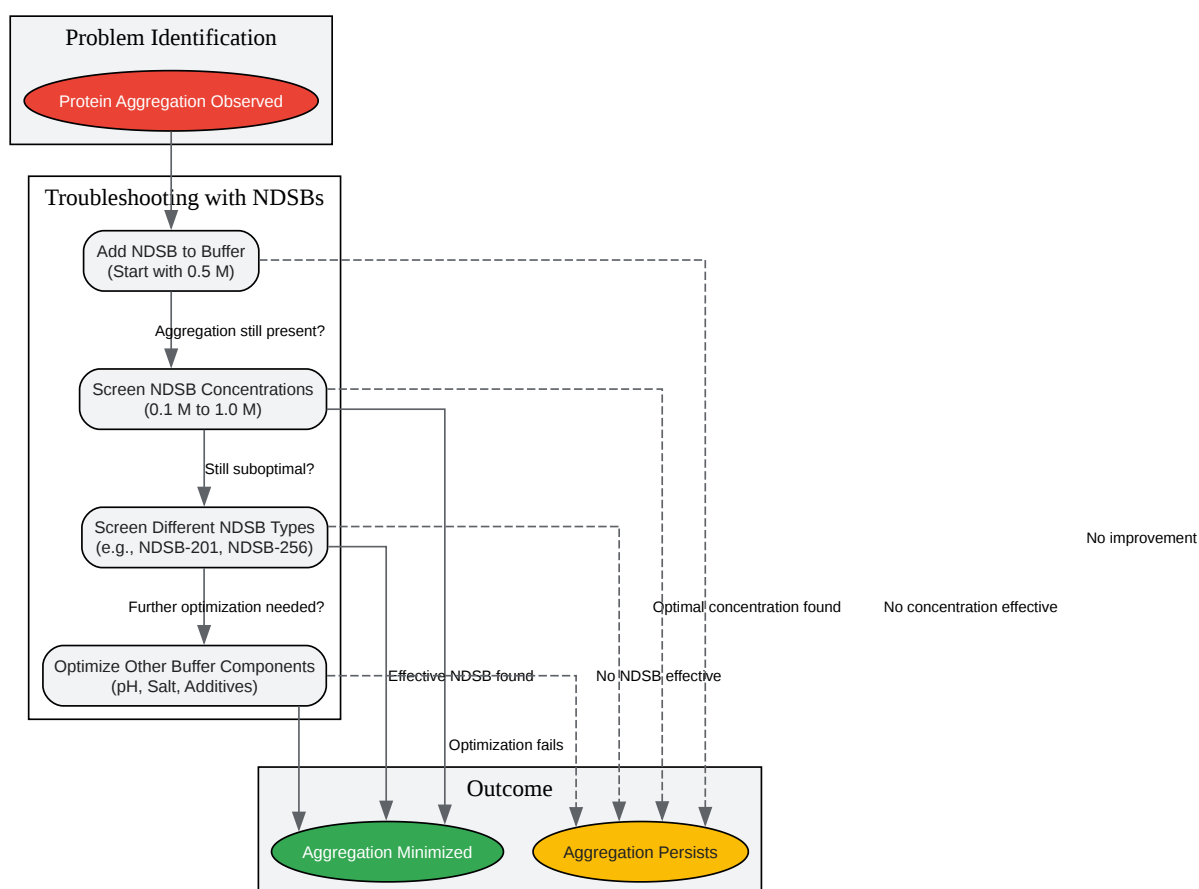 Problem Identification
Protein Aggregation Observed
Troubleshooting with NDSBs
Add NDSB to Buffer
(Start with 0.5 M)
Aggregation still present?
Screen NDSB Concentrations
(0.1 M to 1.0 M)
Still suboptimal?
Screen Different NDSB Types
(e.g., NDSB-201, NDSB-256)
No improvement
Further optimization needed?
Optimal concentration found
No concentration effective
Optimize Other Buffer Components
(pH, Salt, Additives)
Effective NDSB found
No NDSB effective
Optimization fails
Outcome
Aggregation Minimized
Aggregation Persists